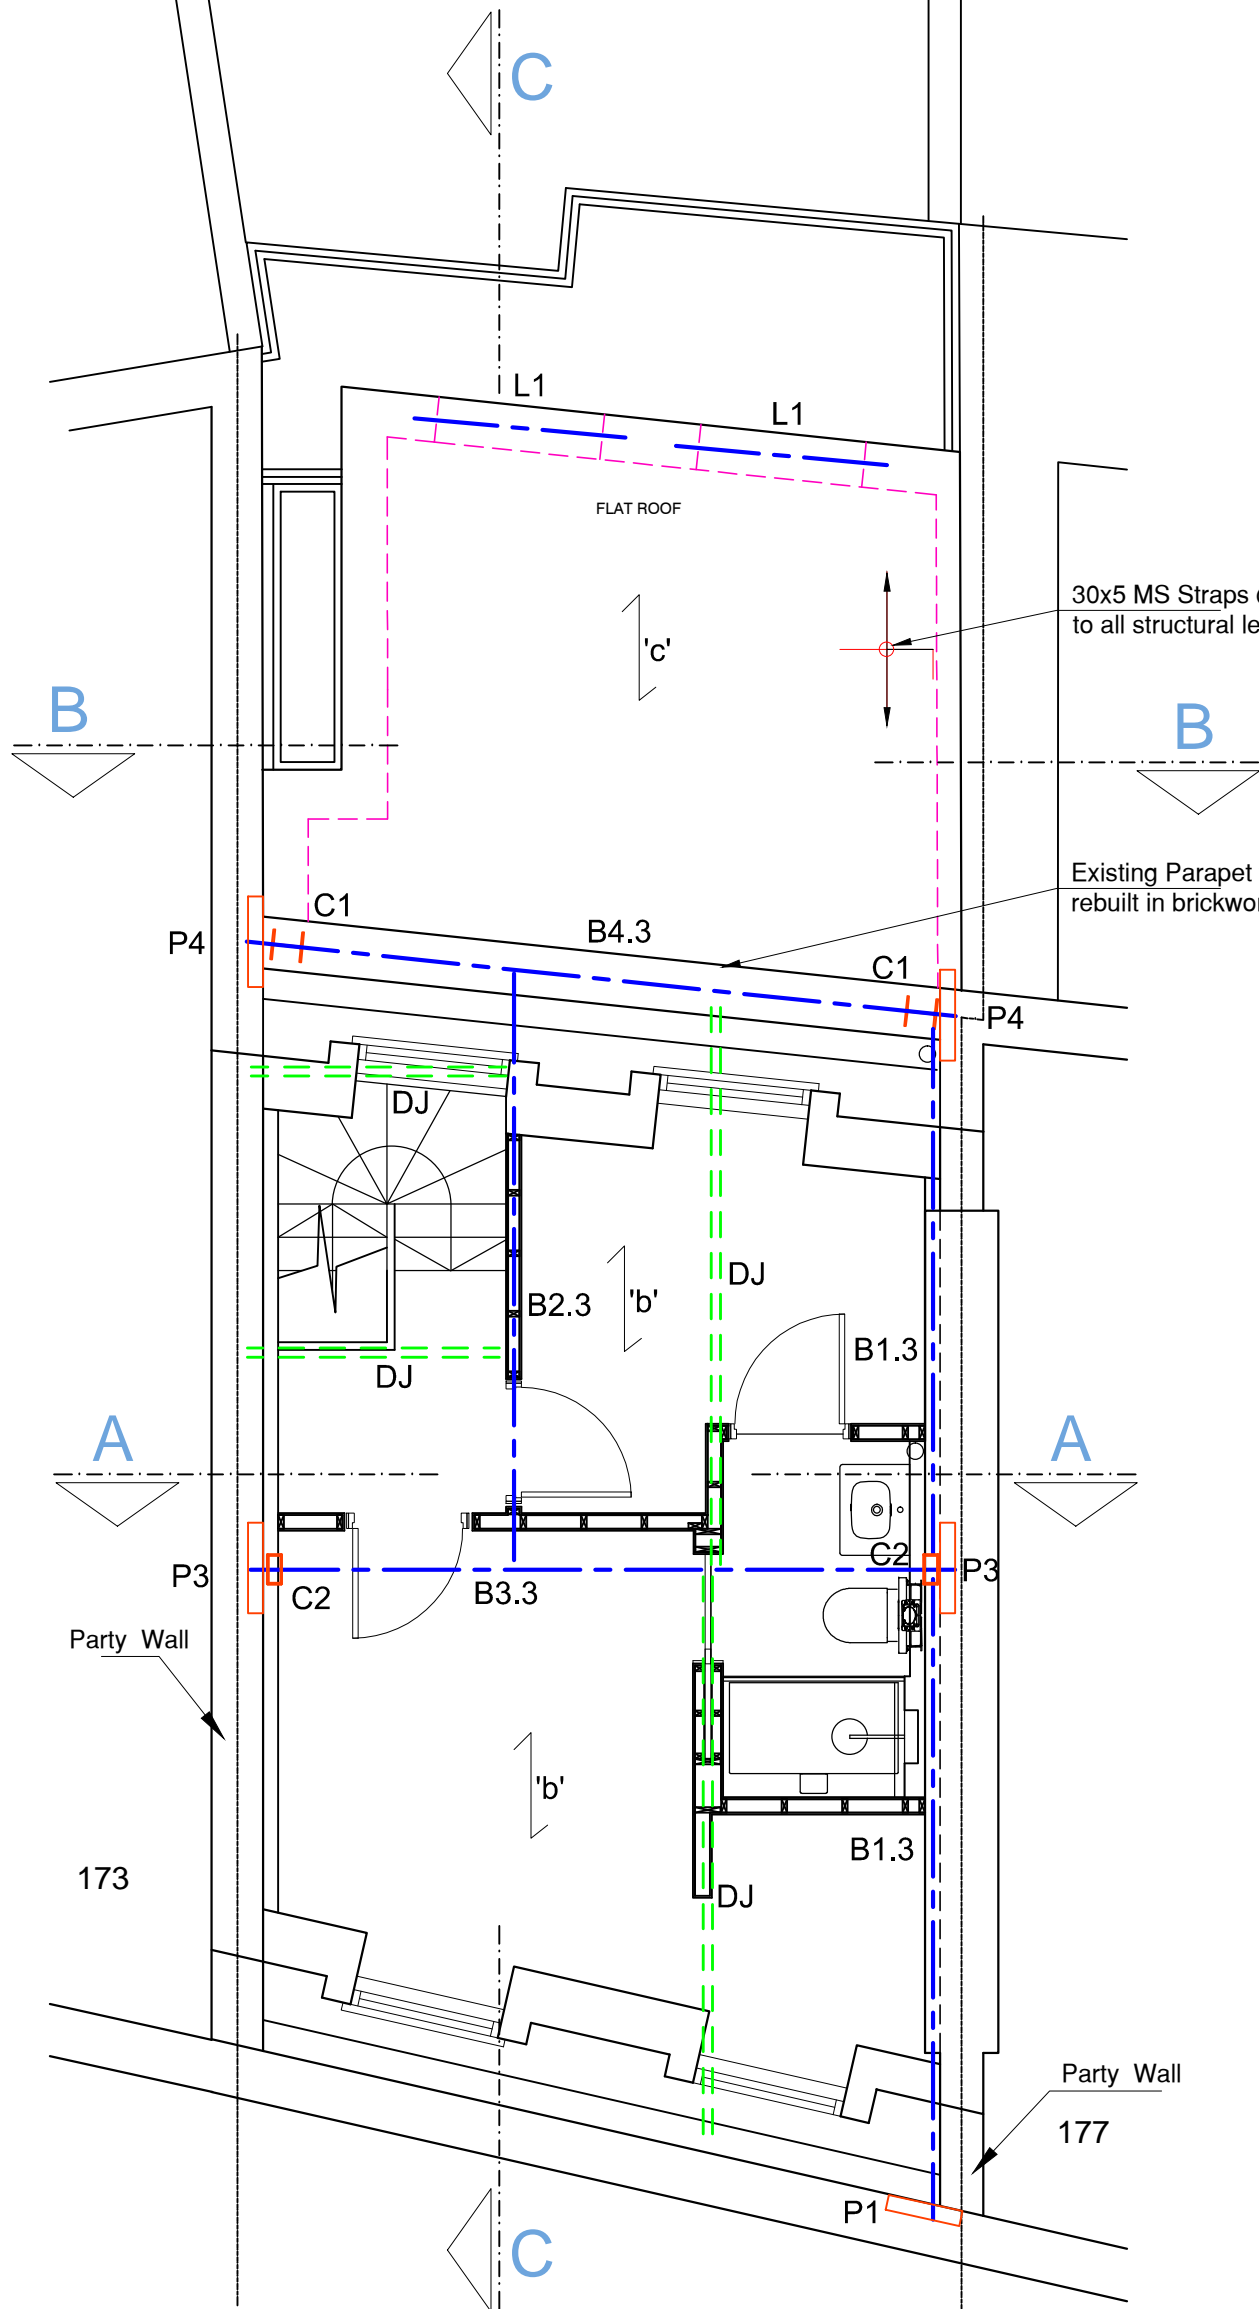 C
L1
L1
FLAT ROOF
30x5 MS Straps
to all structural
'c'
B
B
Existing Parapet
rebuilt in
C1
P4
B4.3
C1
P4
DJ
DJ
B2.3
'b'
B1.3
DJ
A
A
C2
P3
P3
C2
B3.3
Party Wall
'b'
B1.3
173
DJ
Party Wall
177
P1
C